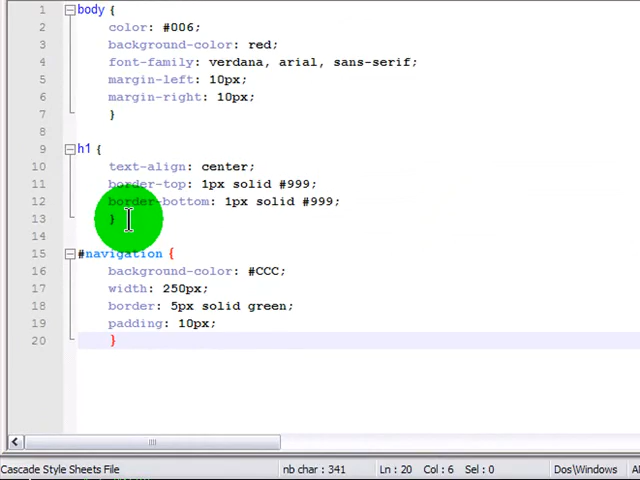 1 body {
2 color: #006;
3 background-color: red;
4 font-family: verdana, arial, sans-serif;
5 margin-left: 10px;
6 margin-right: 10px;
7 }
8
9 h1 {
10 text-align: center;
11 border-top: 1px solid #999;
12 border-bottom: 1px solid #999;
13 }
14
15 #navigation {
16 background-color: #CCC;
17 width: 250px;
18 border: 5px solid green;
19 padding: 10px;
20 }
Cascade Style Sheets File nb char : 341 Ln : 20 Col : 6 Sel : 0 Dos\Windows